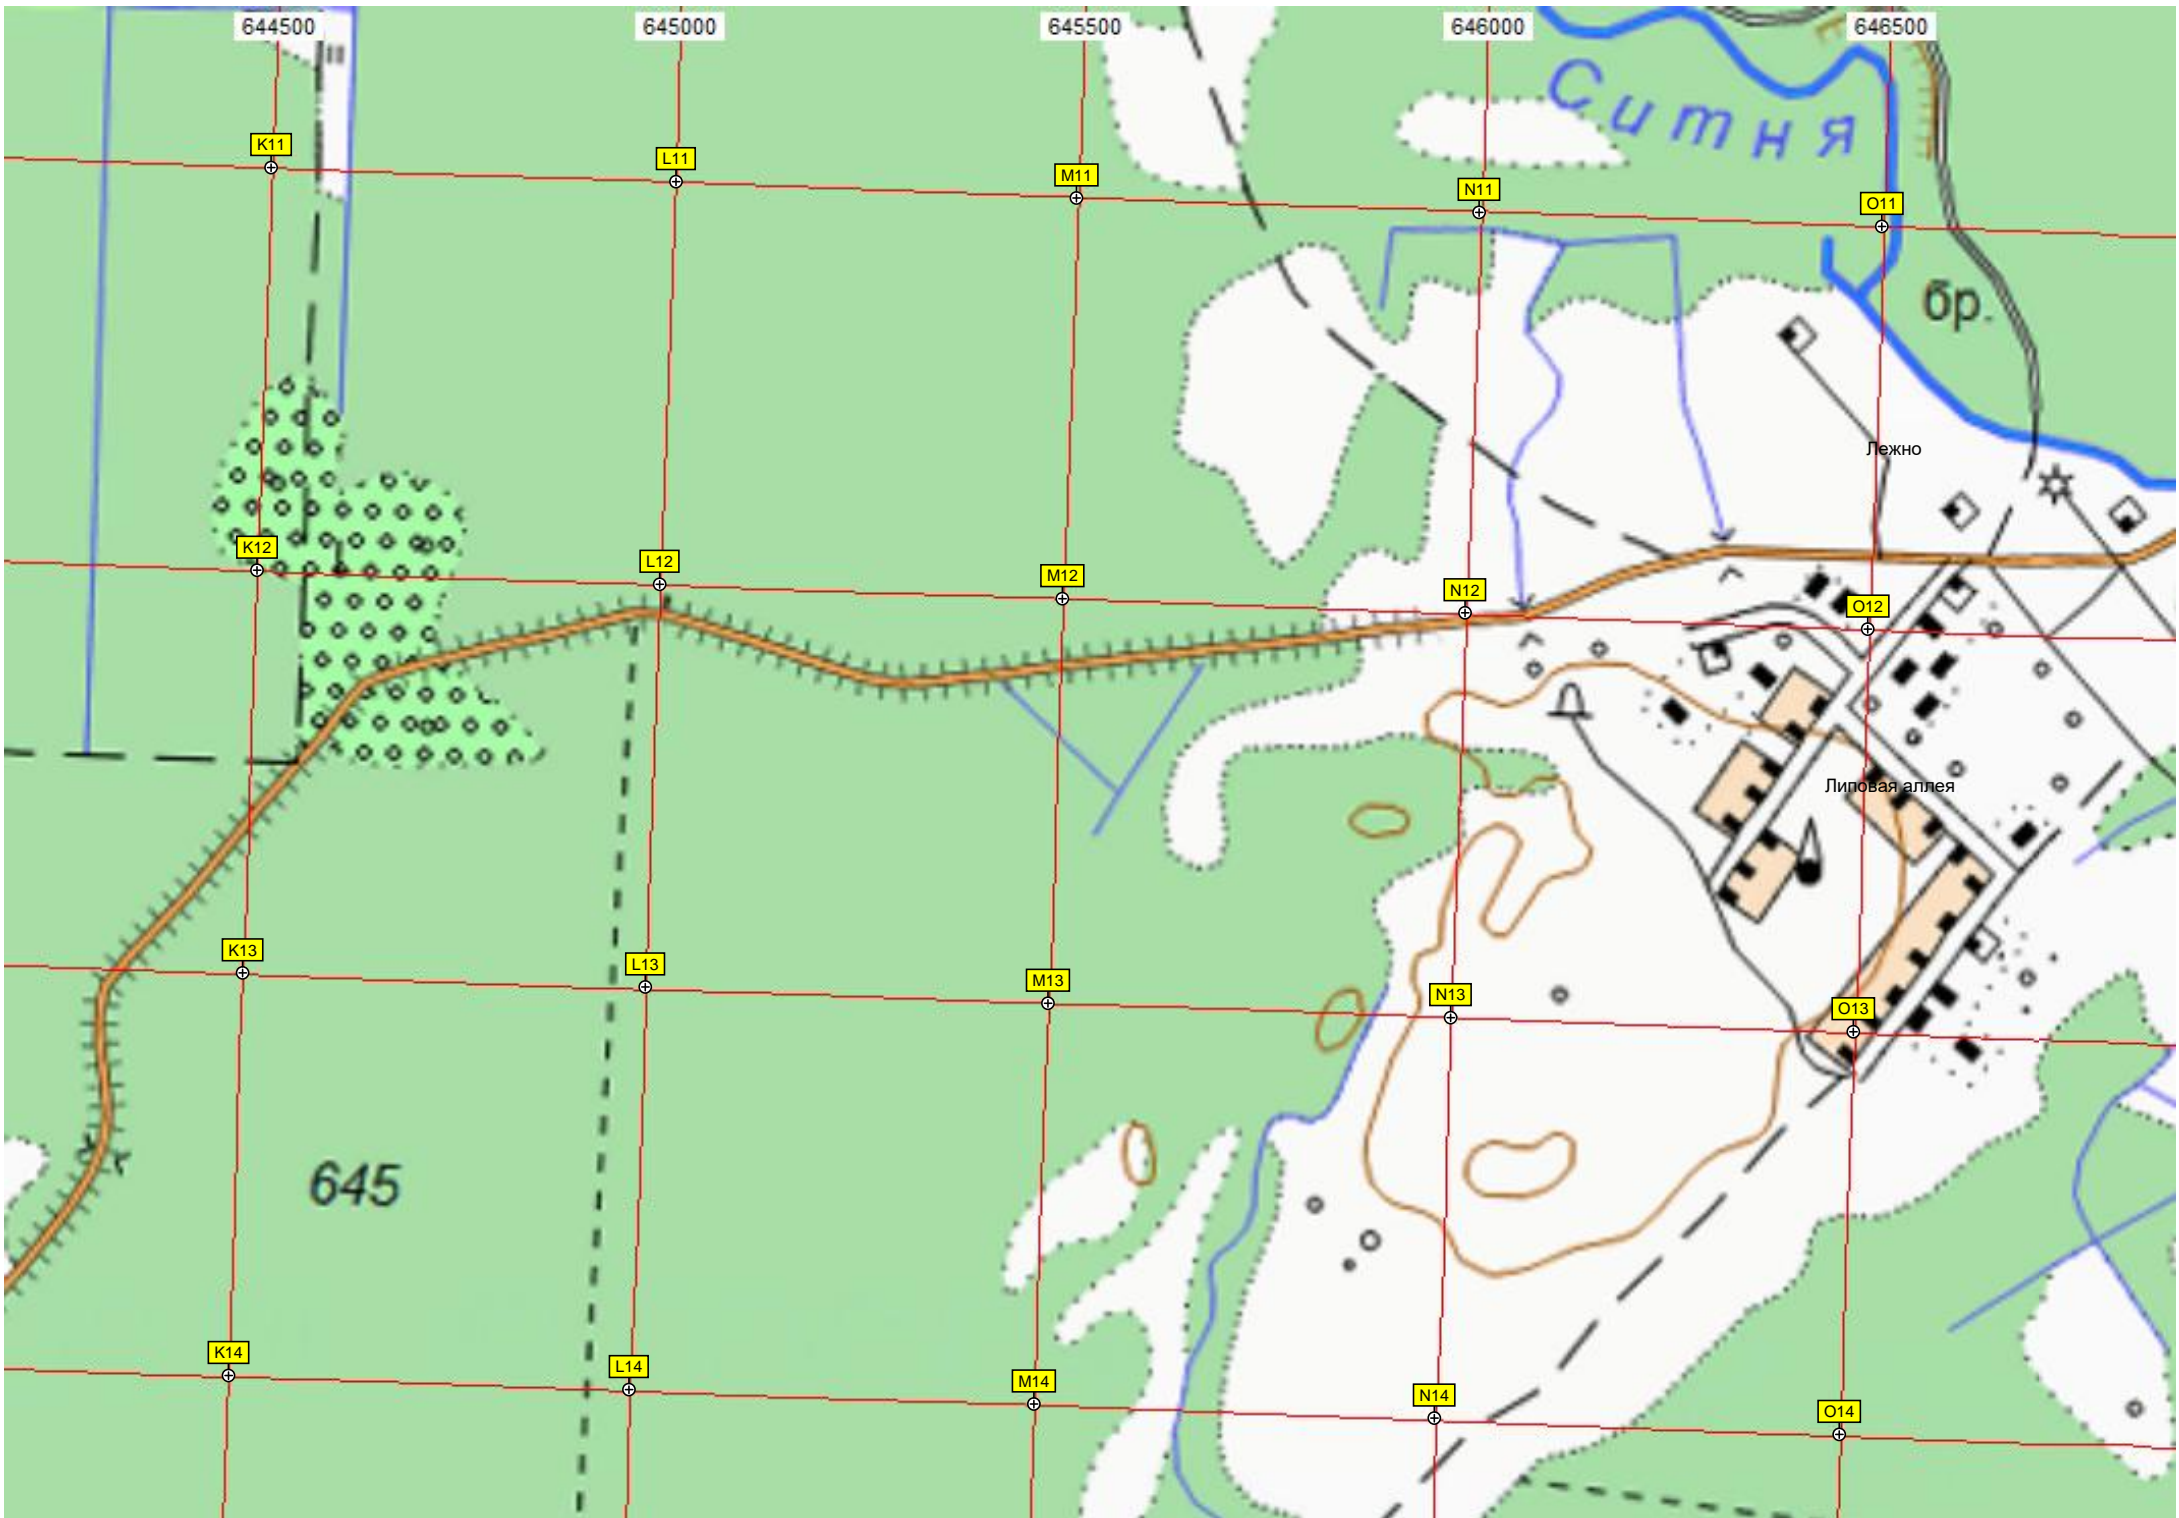 644500 645000 645500 646000 646500
Ситня
K11 L11 M11 N11 O11
бр.
Лежно
K12 L12 M12 N12 O12
Липовая аллея
K13 L13 M13 N13 O13
645
K14 L14 M14 N14 O14